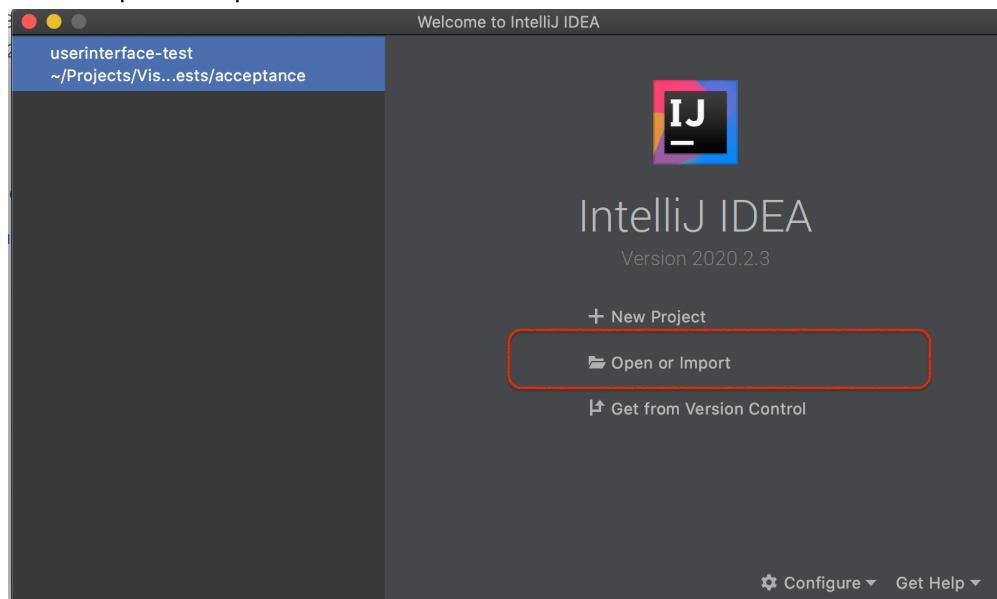 Welcome to IntelliJ IDEA
userinterface-test
~/Projects/Vis...ests/acceptance
IJ
IntelliJ IDEA
Version 2020.2.3
+ New Project
Open or Import
Get from Version Control
Configure
Get Help